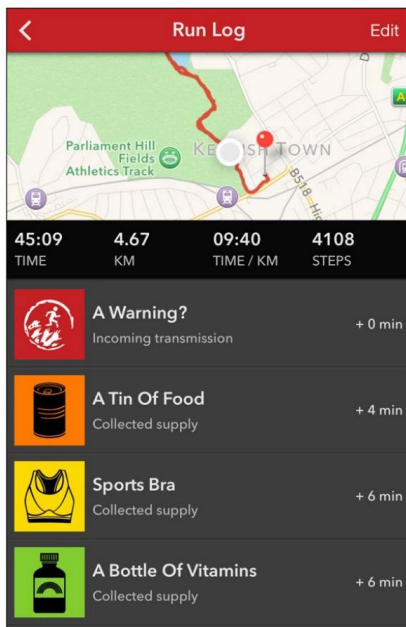 Run Log
Edit
A
Parliament Hill
Fields
Athletics Track
TOWN
B518
45:09
4.67
09:40
4108
TIME
KM
TIME / KM
STEPS
A Warning?
Incoming transmission
+ 0 min
A Tin Of Food
Collected supply
+ 4 min
Sports Bra
Collected supply
+ 6 min
A Bottle Of Vitamins
Collected supply
+ 6 min